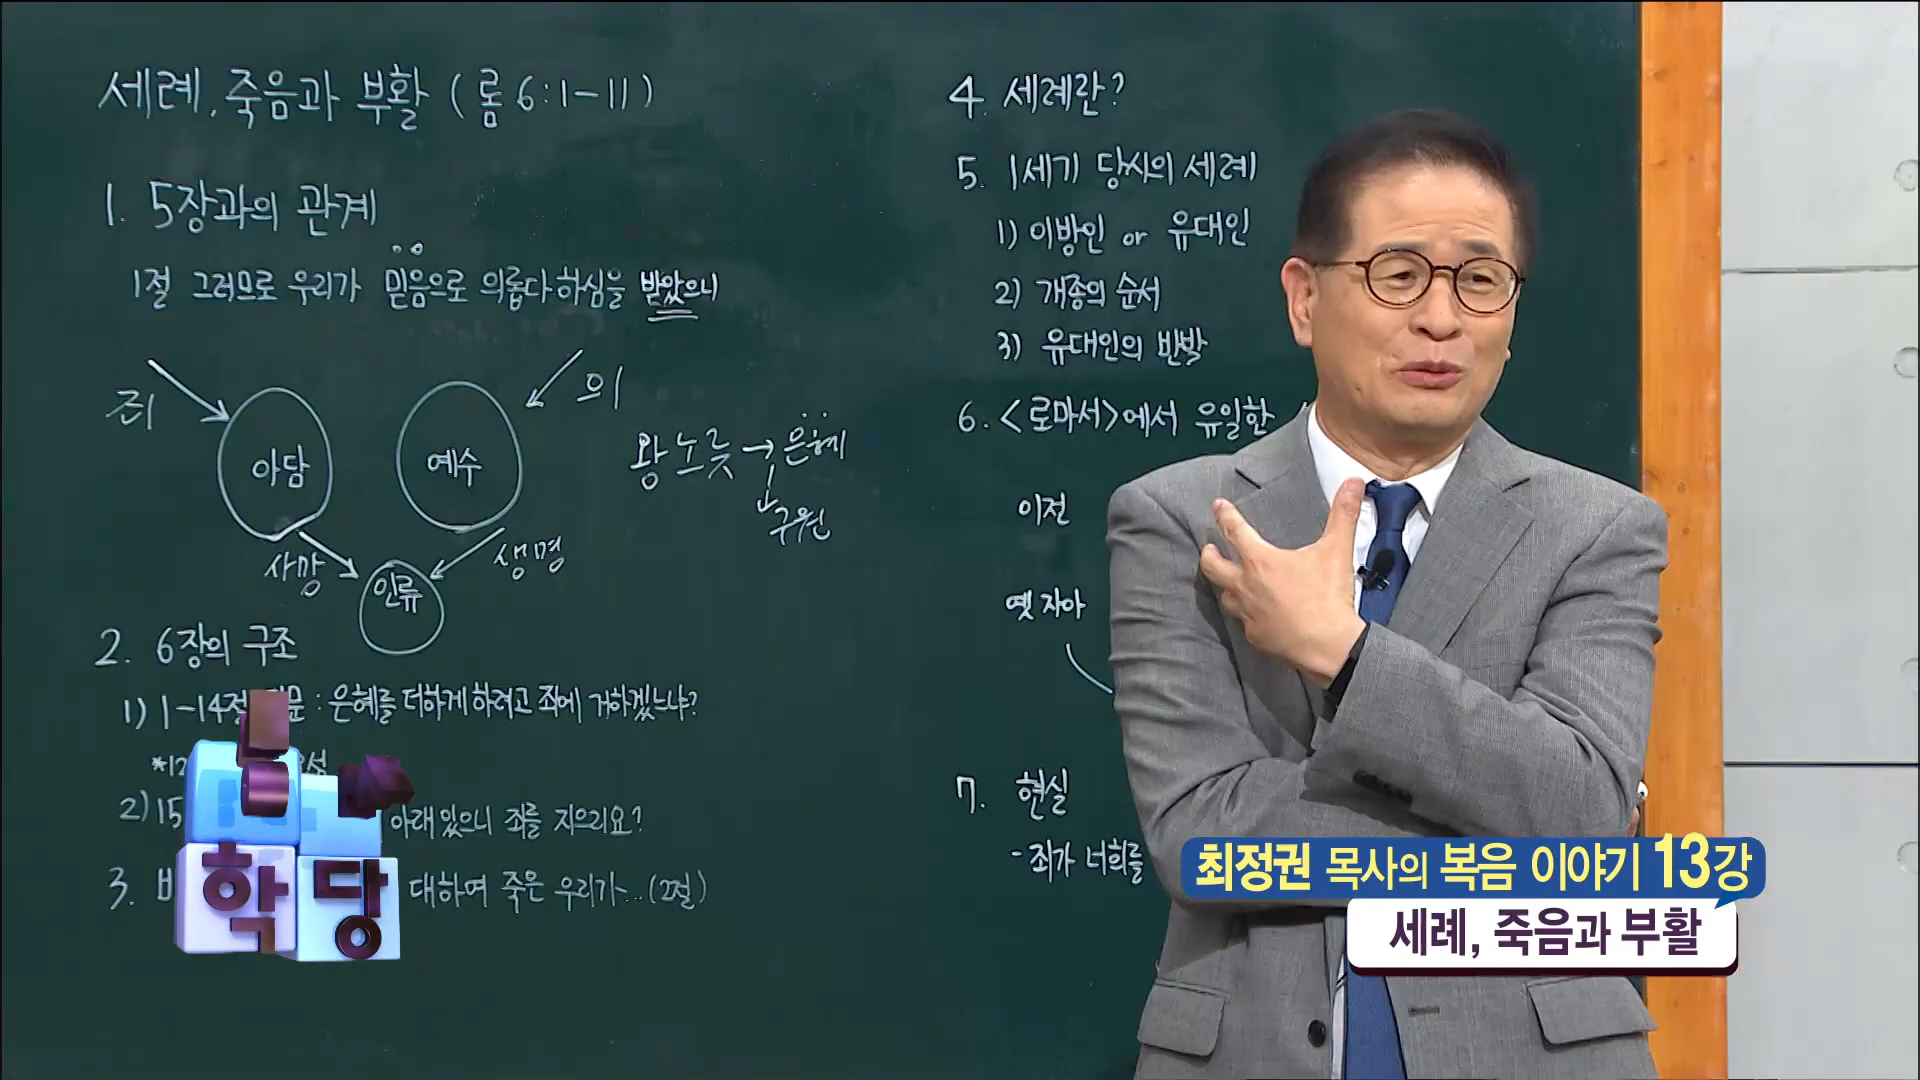 세례, 죽음과 부활 (롬 6:1-11)
1. 5장과의 관계
1절 그러므로 우리가 믿음으로 의롭다 하심을 받았으니
죄
의
아담
예수
왕 노릇 → 은혜
구원
사망
생명
인류
2. 6장의 구조
1) 1-14절 문 : 은혜를 더하게 하려고 죄에 거하겠느냐?
*12
2) 15 아래 있으니 죄를 지으리요?
3. 대하여 죽은 우리가...(2절)
4. 세례란?
5. 1세기 당시의 세례
1) 이방인 or 유대인
2) 개종의 순서
3) 유대인의 반발
6. <로마서>에서 유일한
이전
옛 자아
7. 현실
- 죄가 너희를
학당
최정권 목사의 복음 이야기 13강
세례, 죽음과 부활